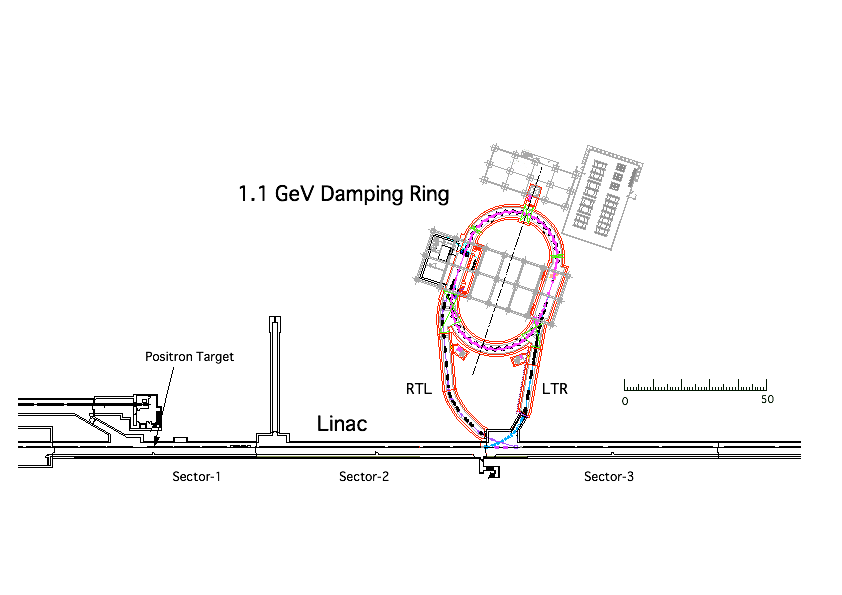 1.1 GeV Damping Ring
Positron Target
RTL
LTR
0
50
Linac
Sector-1
Sector-2
Sector-3